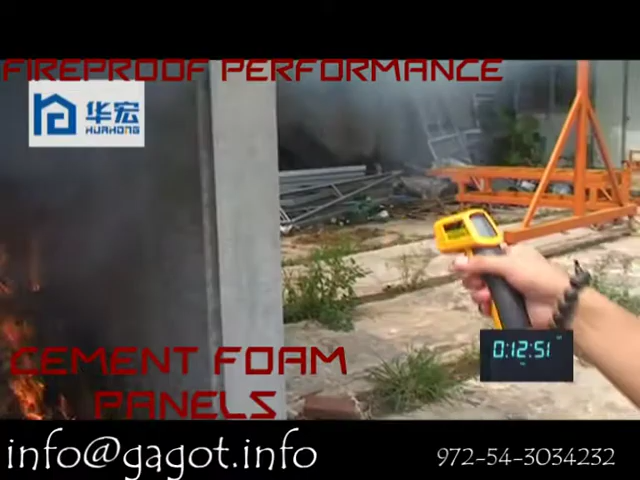 FIREPROOF PERFORMANCE
华宏
HUAHONG
0:12:51
CEMENT FOAM
PANELS
info@gagot.info
972-54-3034232